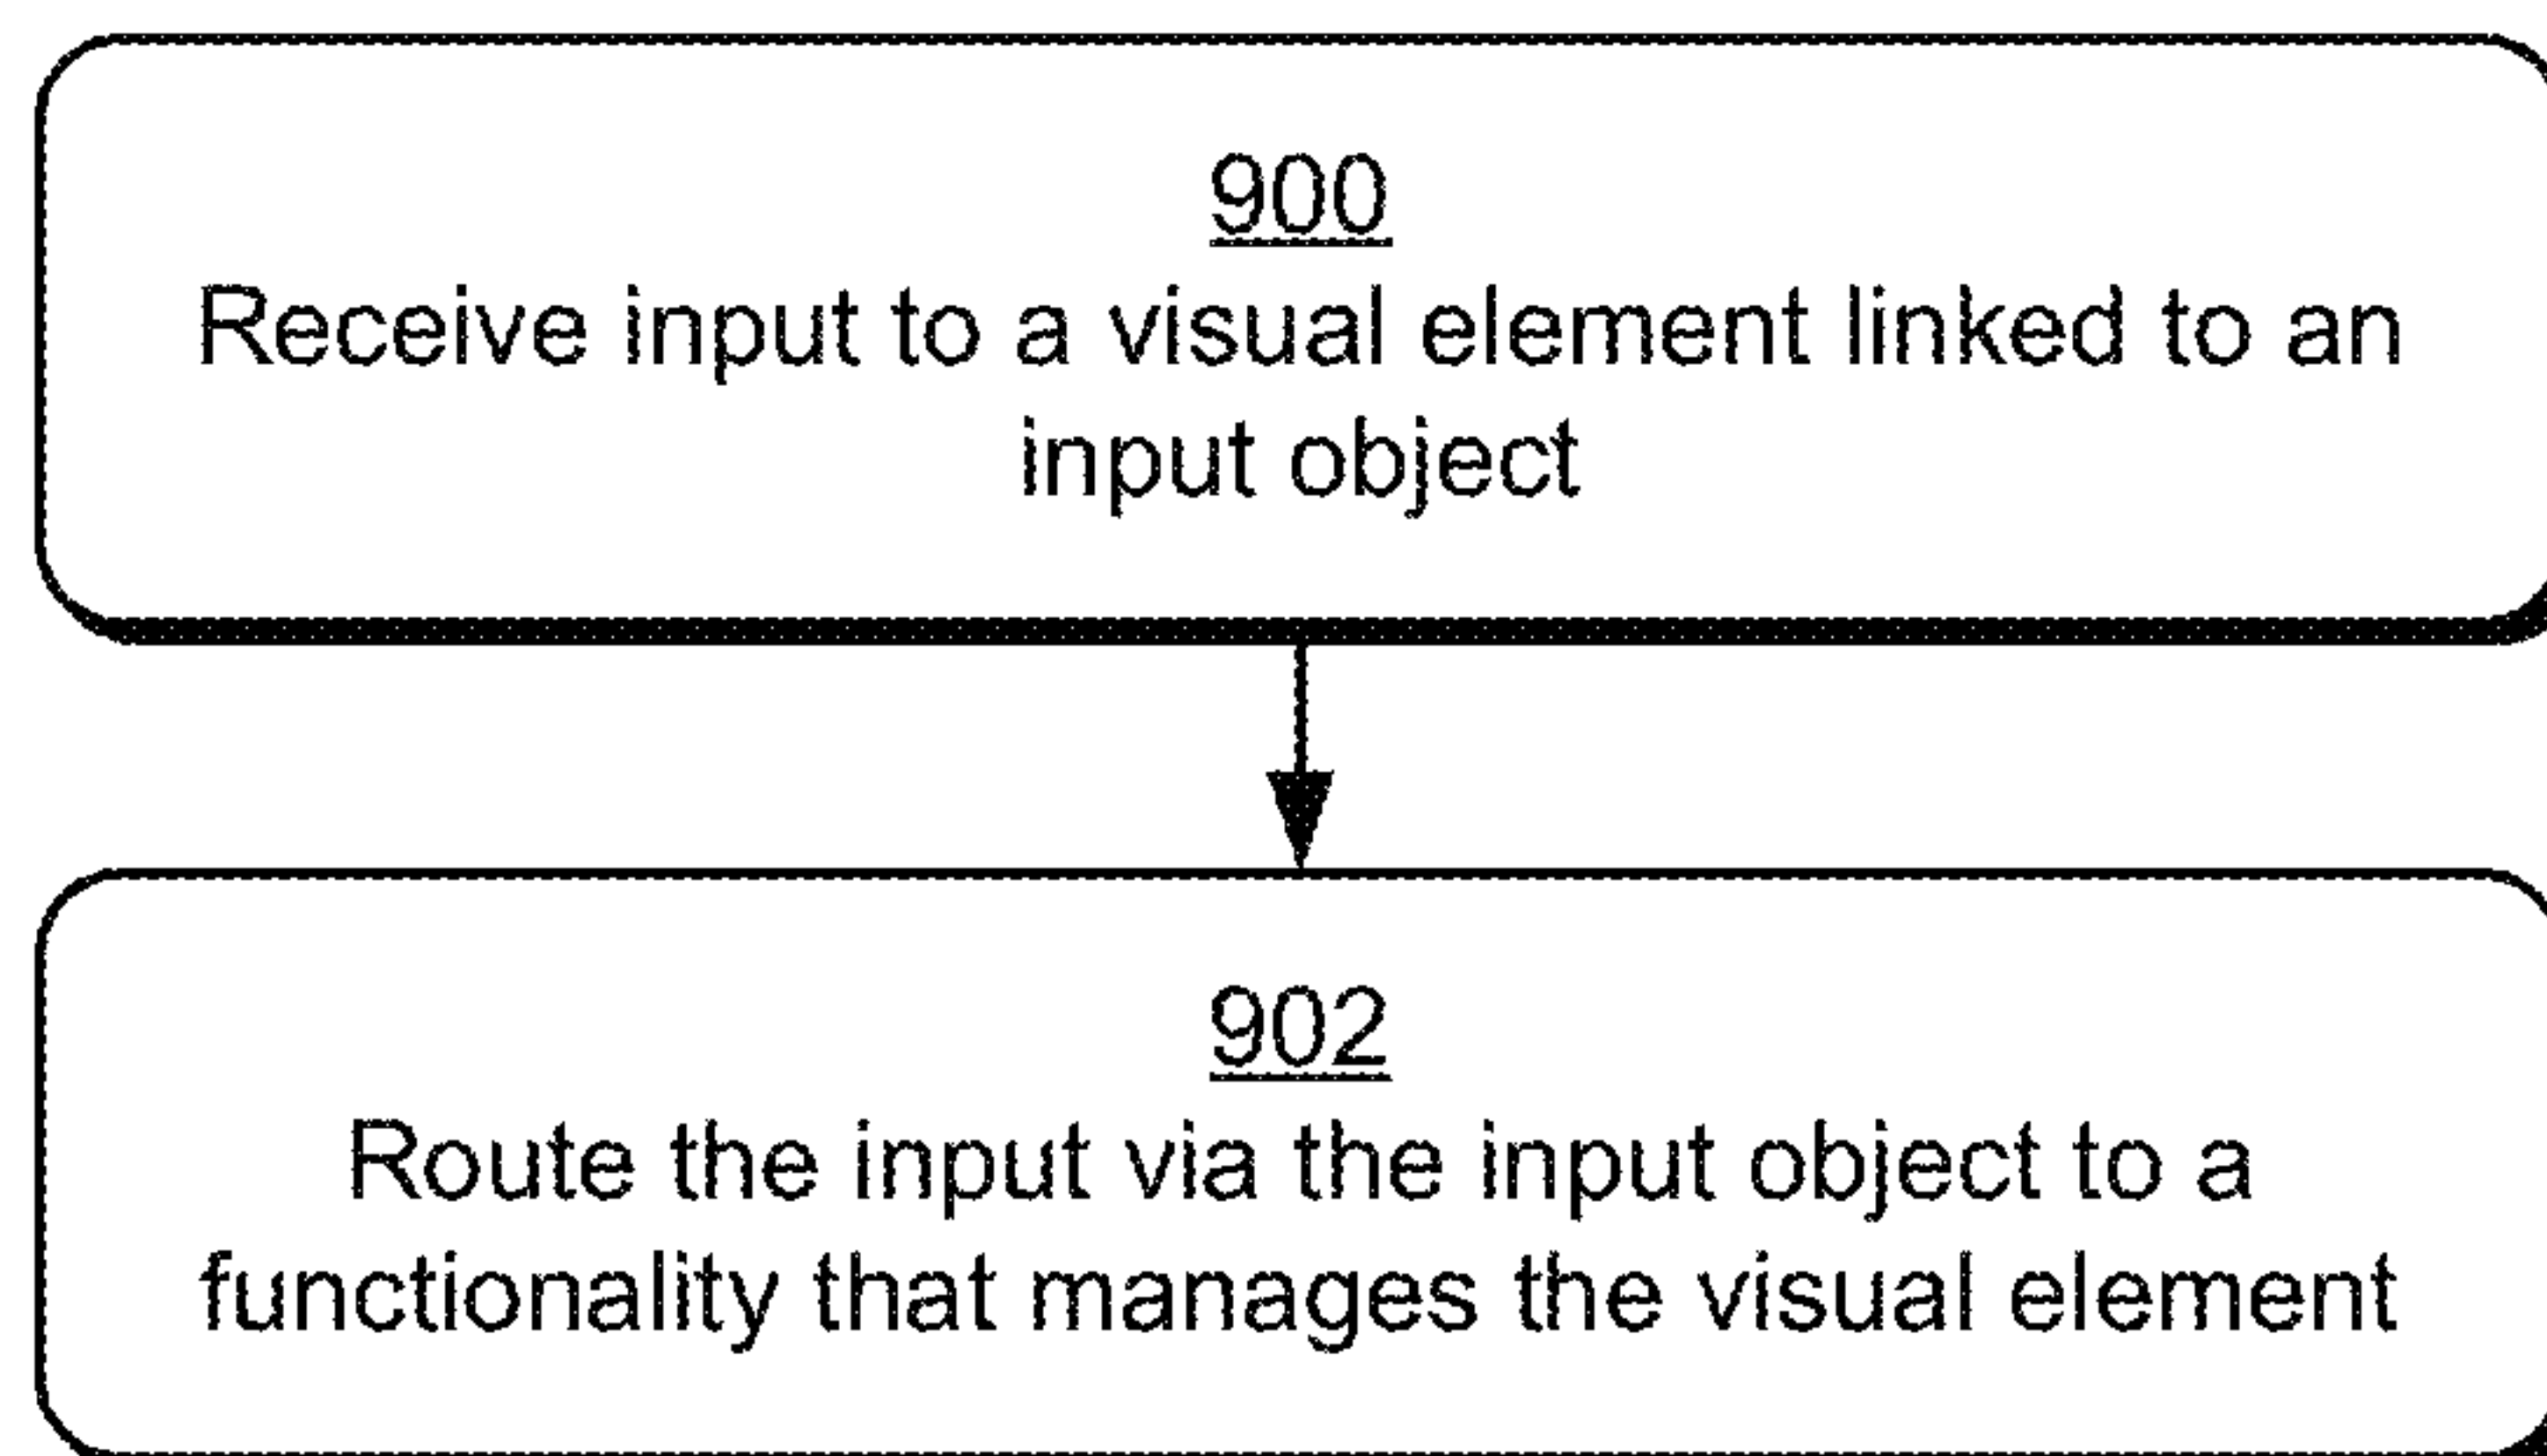 900
Receive input to a visual element linked to an
input object
902
Route the input via the input object to a
functionality that manages the visual element